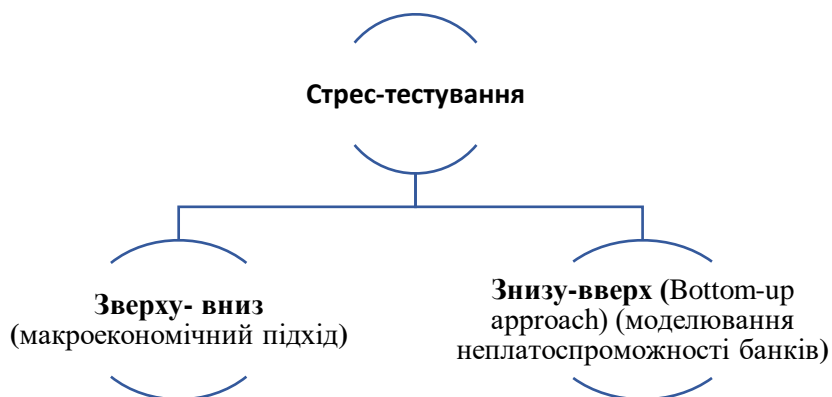 Стрес-тестування
Зверху- вниз
(макроекономічний підхід)
Знизу-вверх (Bottom-up
approach) (моделювання
неплатоспроможності банків)